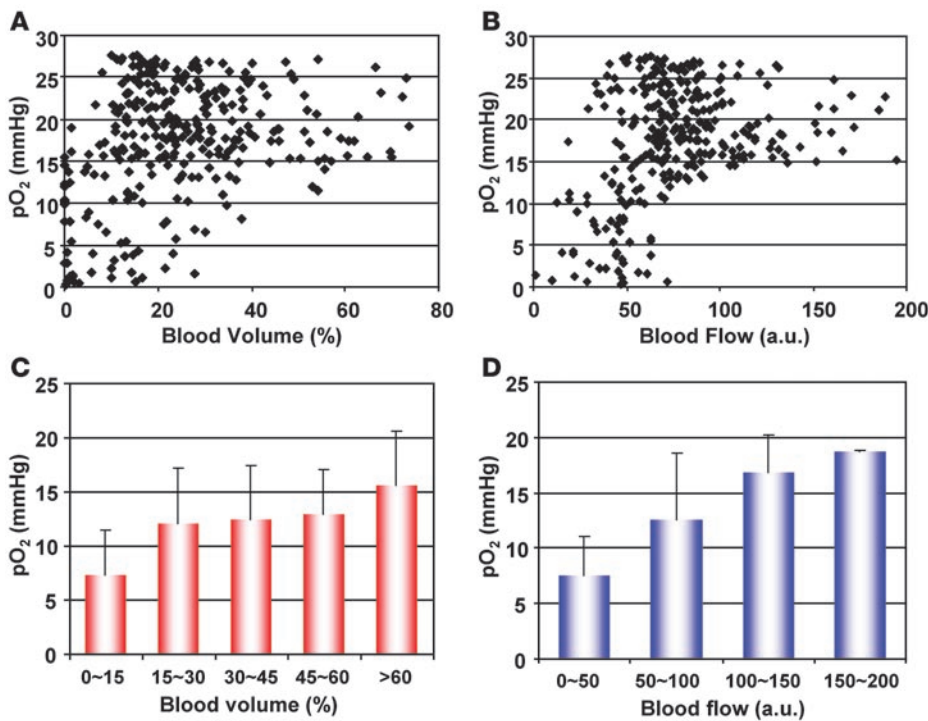 A
30
25
20
15
10
5
0
pO2 (mmHg)
0 20 40 60 80
Blood Volume (%)
B
30
25
20
15
10
5
0
pO2 (mmHg)
0 50 100 150 200
Blood Flow (a.u.)
C
25
20
15
10
5
0
pO2 (mmHg)
0~15 15~30 30~45 45~60 >60
Blood volume (%)
D
25
20
15
10
5
0
pO2 (mmHg)
0~50 50~100 100~150 150~200
Blood flow (a.u.)